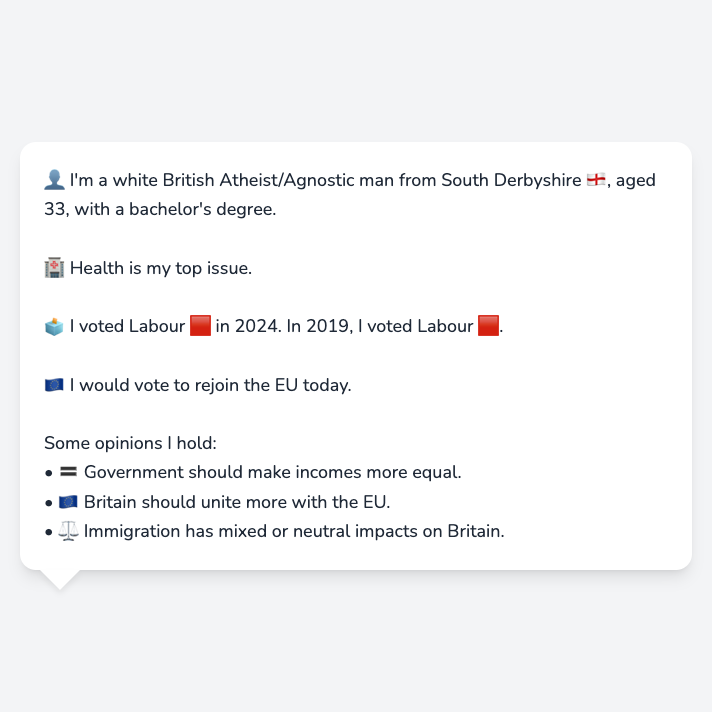 👤 I'm a white British Atheist/Agnostic man from South Derbyshire 🏴󠁧󠁢󠁥󠁮󠁧󠁿, aged
33, with a bachelor's degree.
🏥 Health is my top issue.
🗳️ I voted Labour 🟥 in 2024. In 2019, I voted Labour 🟥.
🇪🇺 I would vote to rejoin the EU today.
Some opinions I hold:
• 🟰 Government should make incomes more equal.
• 🇪🇺 Britain should unite more with the EU.
• ⚖️ Immigration has mixed or neutral impacts on Britain.